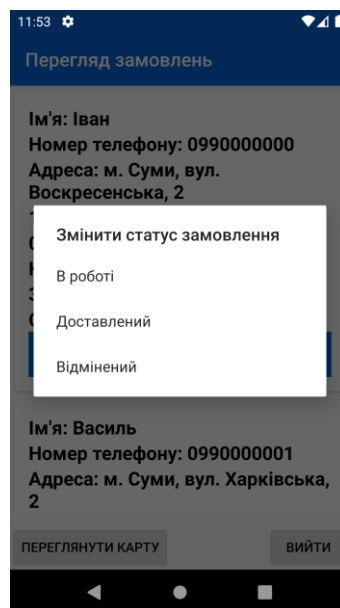 11:53
Перегляд замовлень
Ім'я: Іван
Номер телефону: 0990000000
Адреса: м. Суми, вул.
Воскресенська, 2
Змінити статус замовлення
В роботі
Доставлений
Відмінений
Ім'я: Василь
Номер телефону: 0990000001
Адреса: м. Суми, вул. Харківська,
2
ПЕРЕГЛЯНУТИ КАРТУ
ВИЙТИ